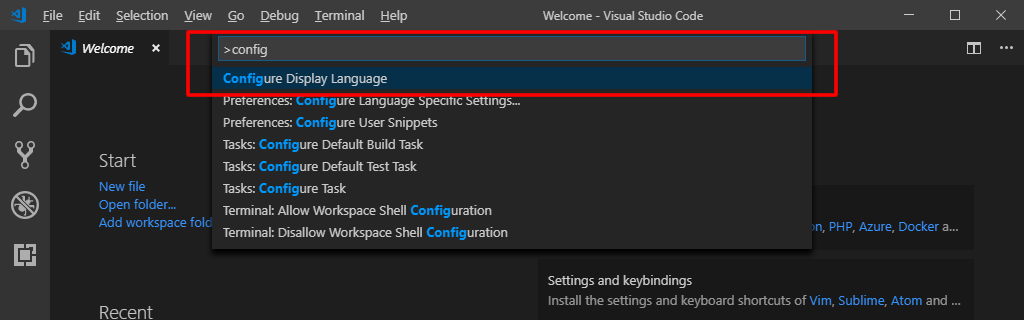 File Edit Selection View Go Debug Terminal Help Welcome - Visual Studio Code
Welcome
>config
Configure Display Language
Preferences: Configure Language Specific Settings...
Preferences: Configure User Snippets
Tasks: Configure Default Build Task
Tasks: Configure Default Test Task
Tasks: Configure Task
Terminal: Allow Workspace Shell Configuration
Terminal: Disallow Workspace Shell Configuration
Start
New file
Open folder...
Add workspace
, PHP, Azure, Docker a...
Settings and keybindings
Install the settings and keyboard shortcuts of Vim, Sublime, Atom and ...
Recent